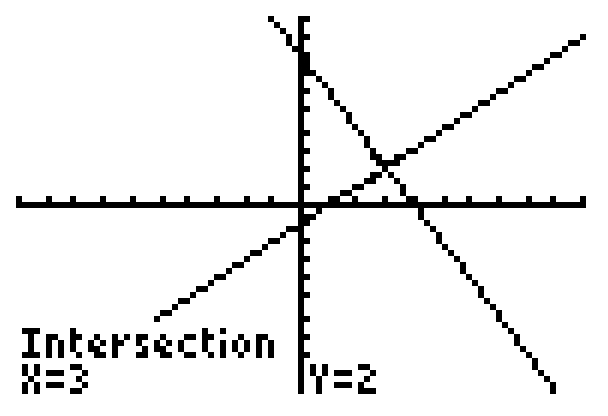 Intersection
X=3 Y=2